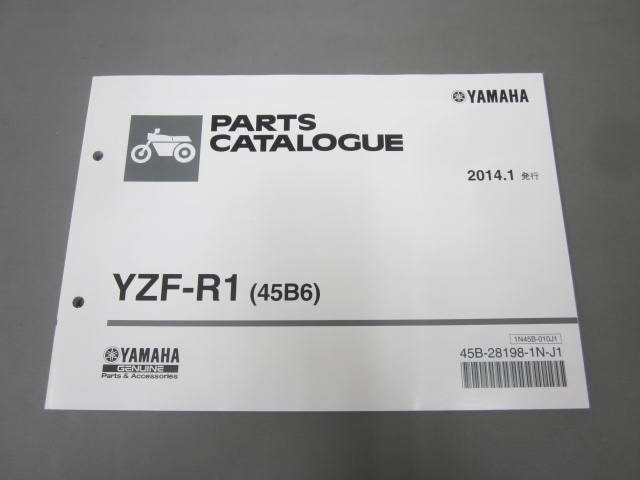 YAMAHA
PARTS
CATALOGUE
2014.1 発行
YZF-R1 (45B6)
1N45B-010J1
YAMAHA
GENUINE
Parts & Accessories
45B-28198-1N-J1